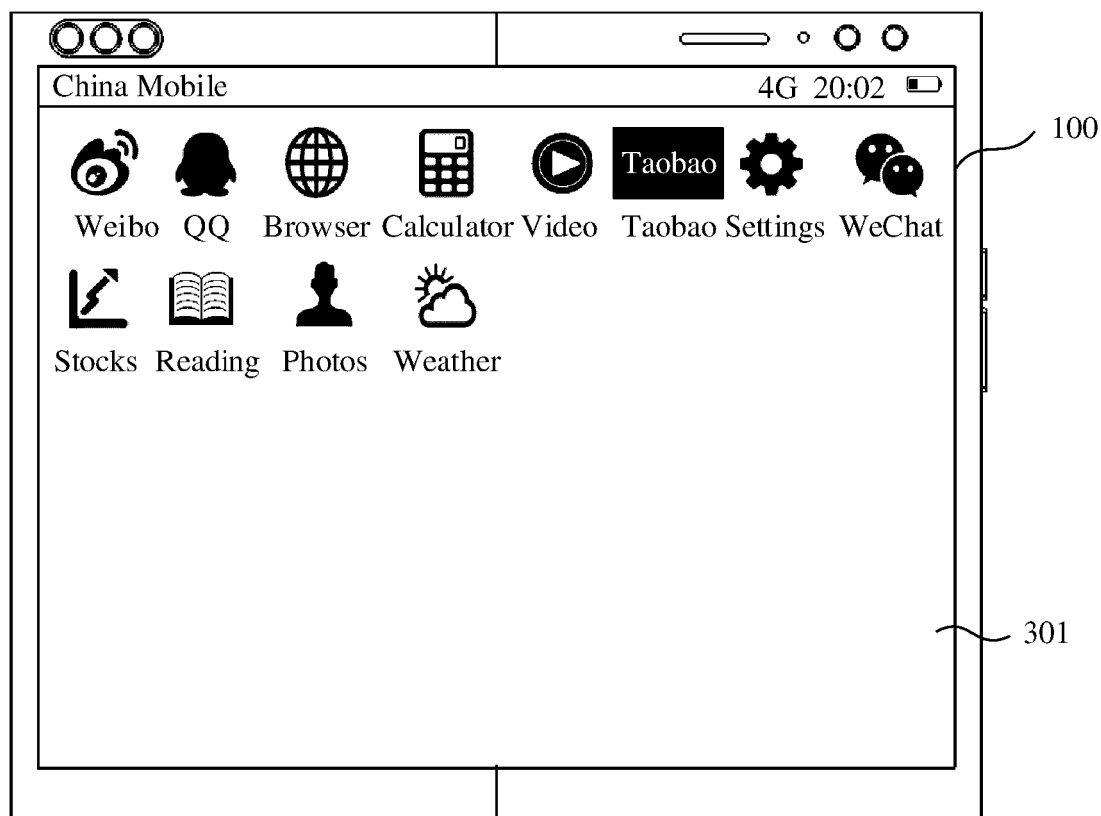 China Mobile 4G 20:02
100
Taobao
Weibo QQ Browser Calculator Video Taobao Settings WeChat
Stocks Reading Photos Weather
301